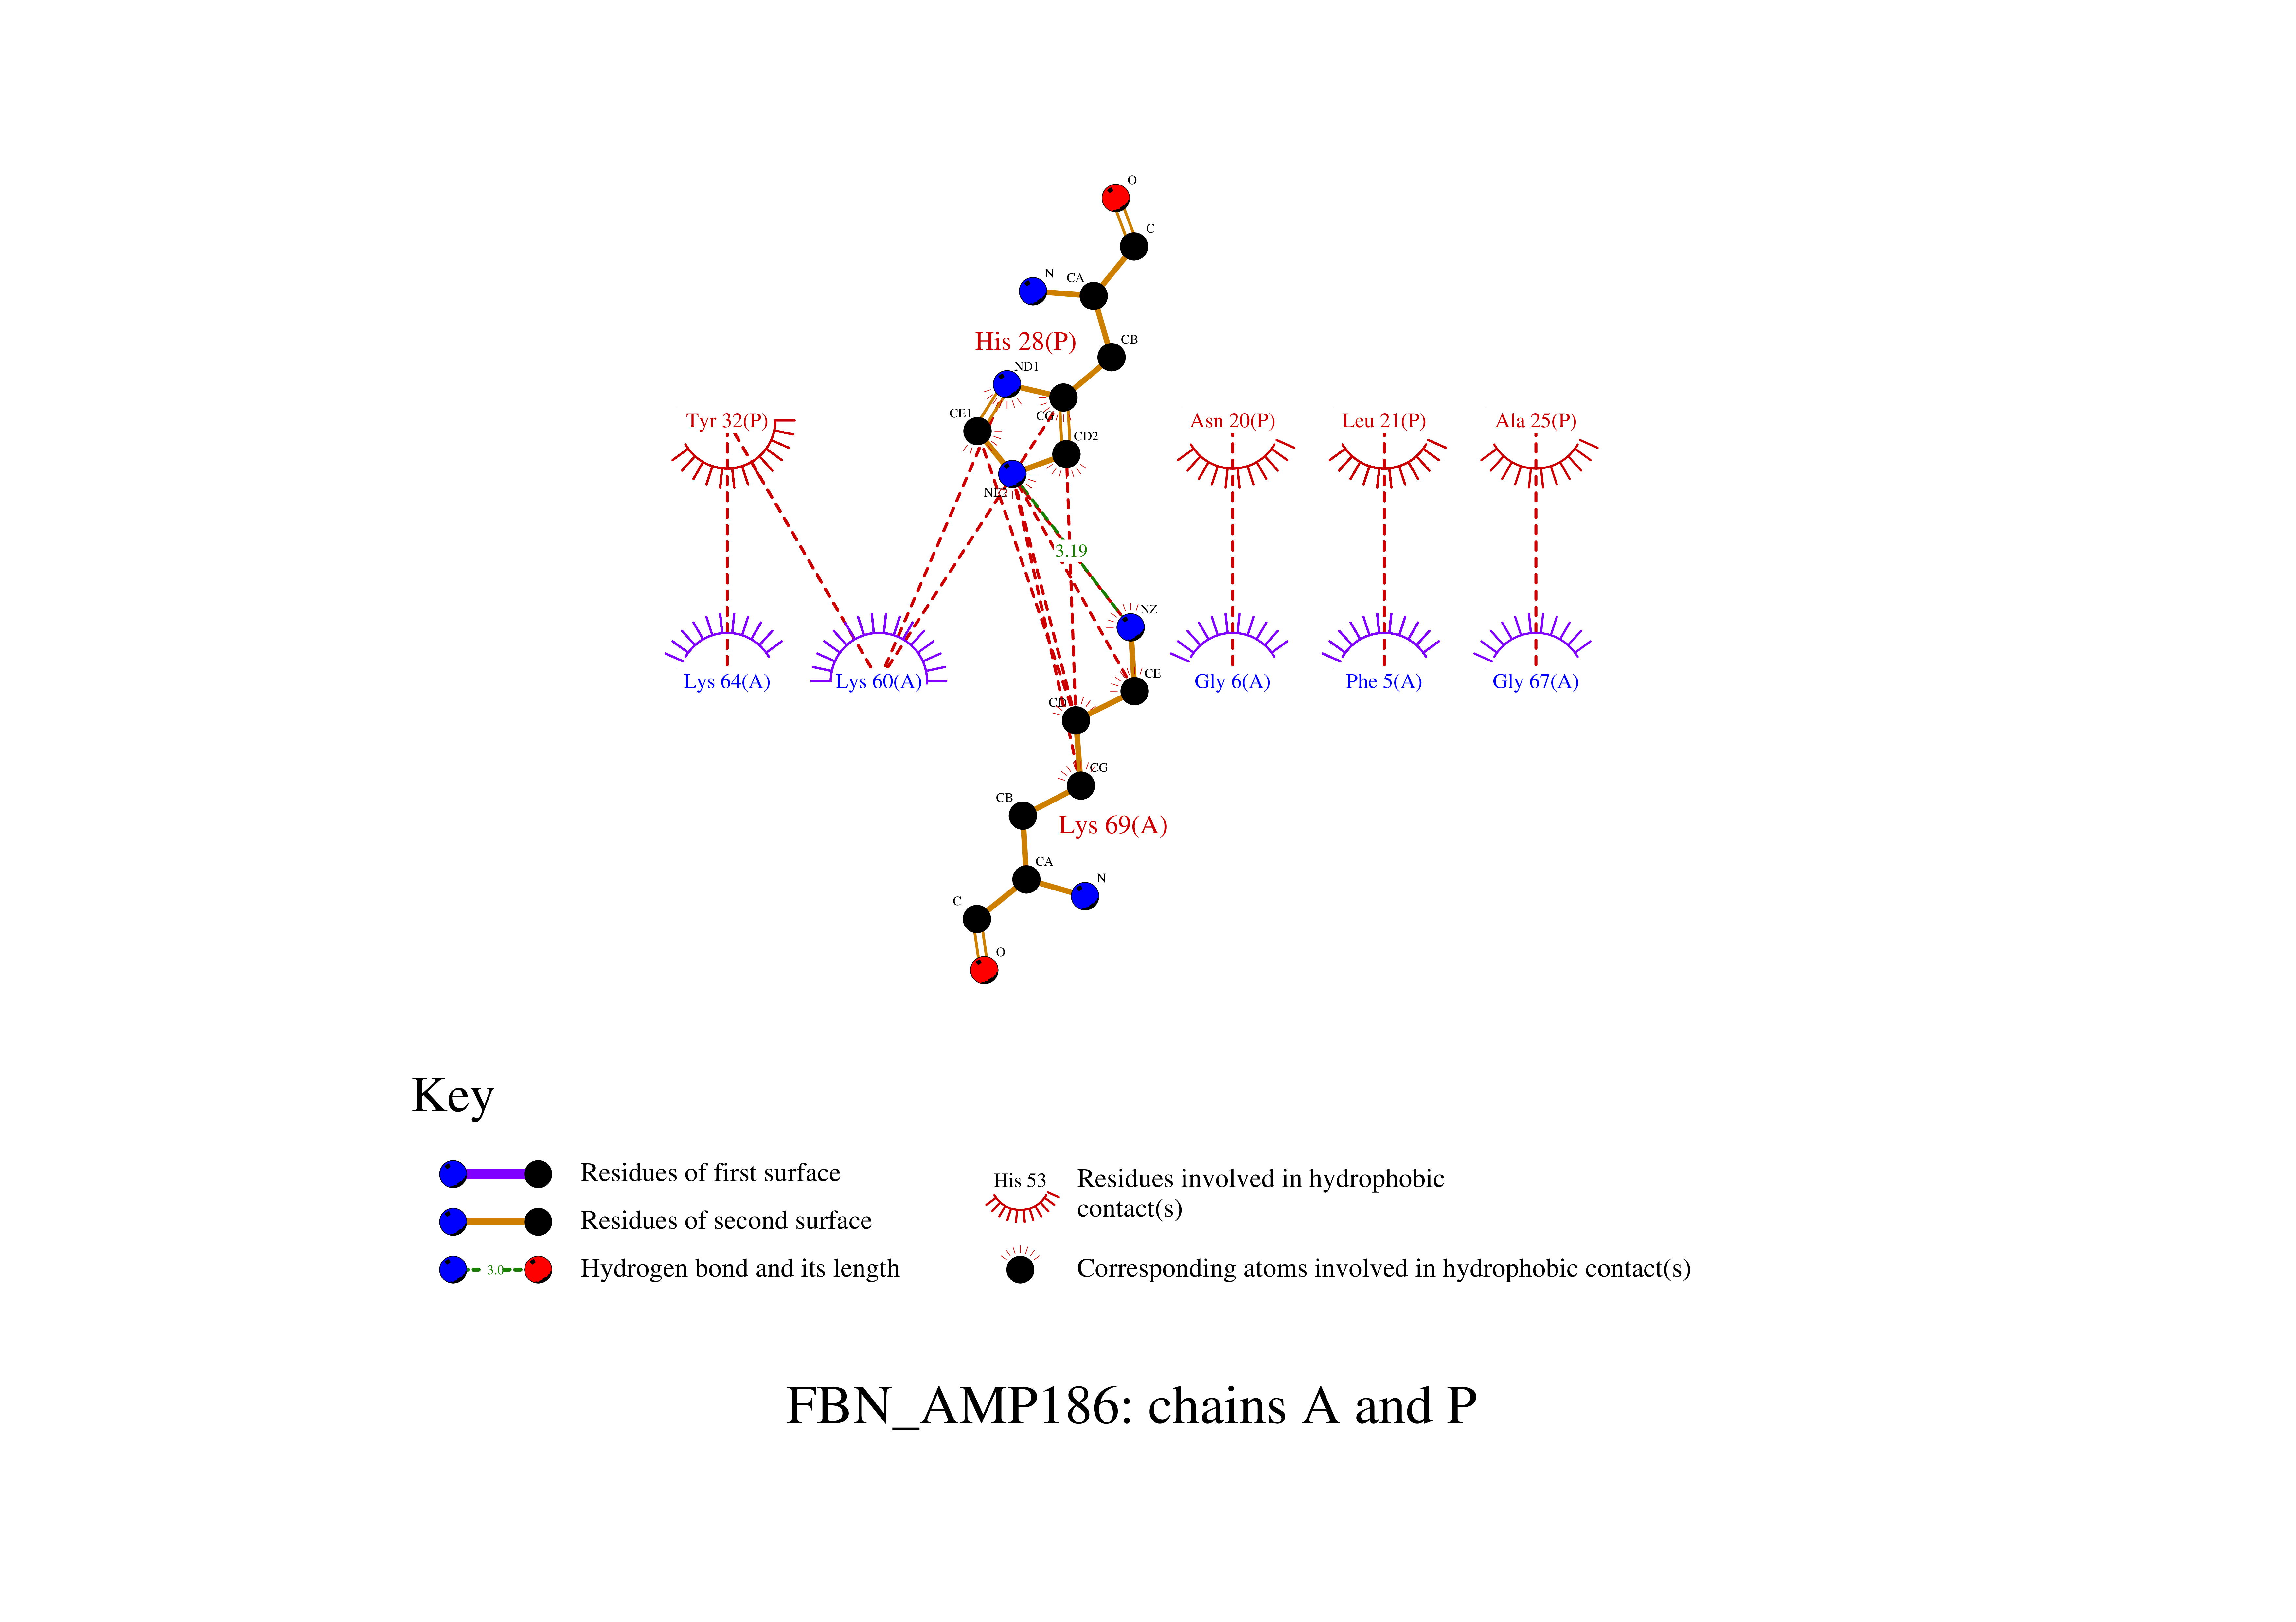 O
C
N
CA
CB
His 28(P)
ND1
CE1
CG
CD2
NE2
Tyr 32(P)
Asn 20(P)
Leu 21(P)
Ala 25(P)
3.19
NZ
CE
CD
CG
Lys 64(A)
Lys 60(A)
Gly 6(A)
Phe 5(A)
Gly 67(A)
CB
Lys 69(A)
CA
N
C
O
Key
Residues of first surface
Residues of second surface
3.0
Hydrogen bond and its length
His 53
Residues involved in hydrophobic
contact(s)
Corresponding atoms involved in hydrophobic contact(s)
FBN_AMP186: chains A and P